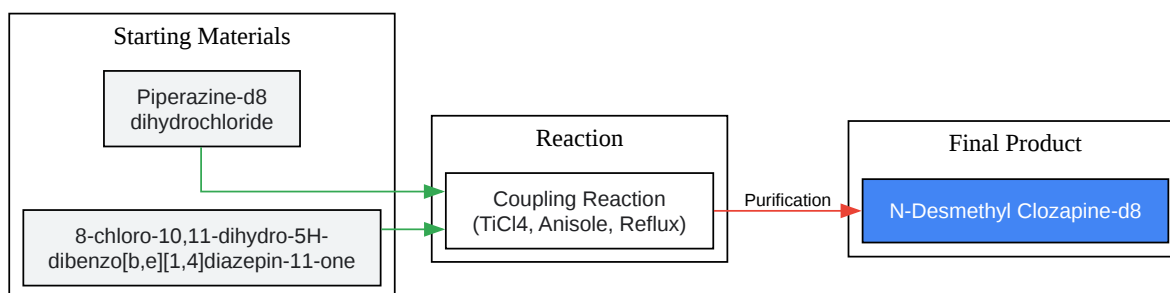 Starting Materials
Piperazine-d8
dihydrochloride
8-chloro-10,11-dihydro-5H-
dibenzo[b,e][1,4]diazepin-11-one
Reaction
Coupling Reaction
(TiCl4, Anisole, Reflux)
Purification
Final Product
N-Desmethyl Clozapine-d8